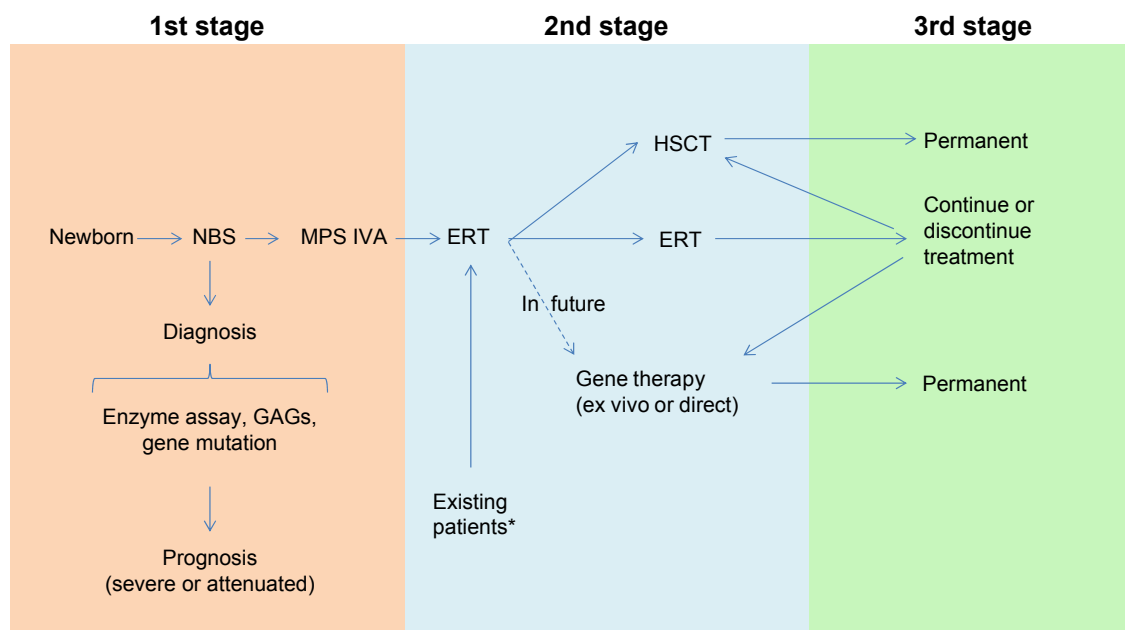 1st stage
2nd stage
3rd stage
HSCT
Permanent
Newborn
NBS
MPS IVA
ERT
ERT
Continue or
discontinue
treatment
In future
Diagnosis
Gene therapy
(ex vivo or direct)
Permanent
Enzyme assay, GAGs,
gene mutation
Existing
patients*
Prognosis
(severe or attenuated)